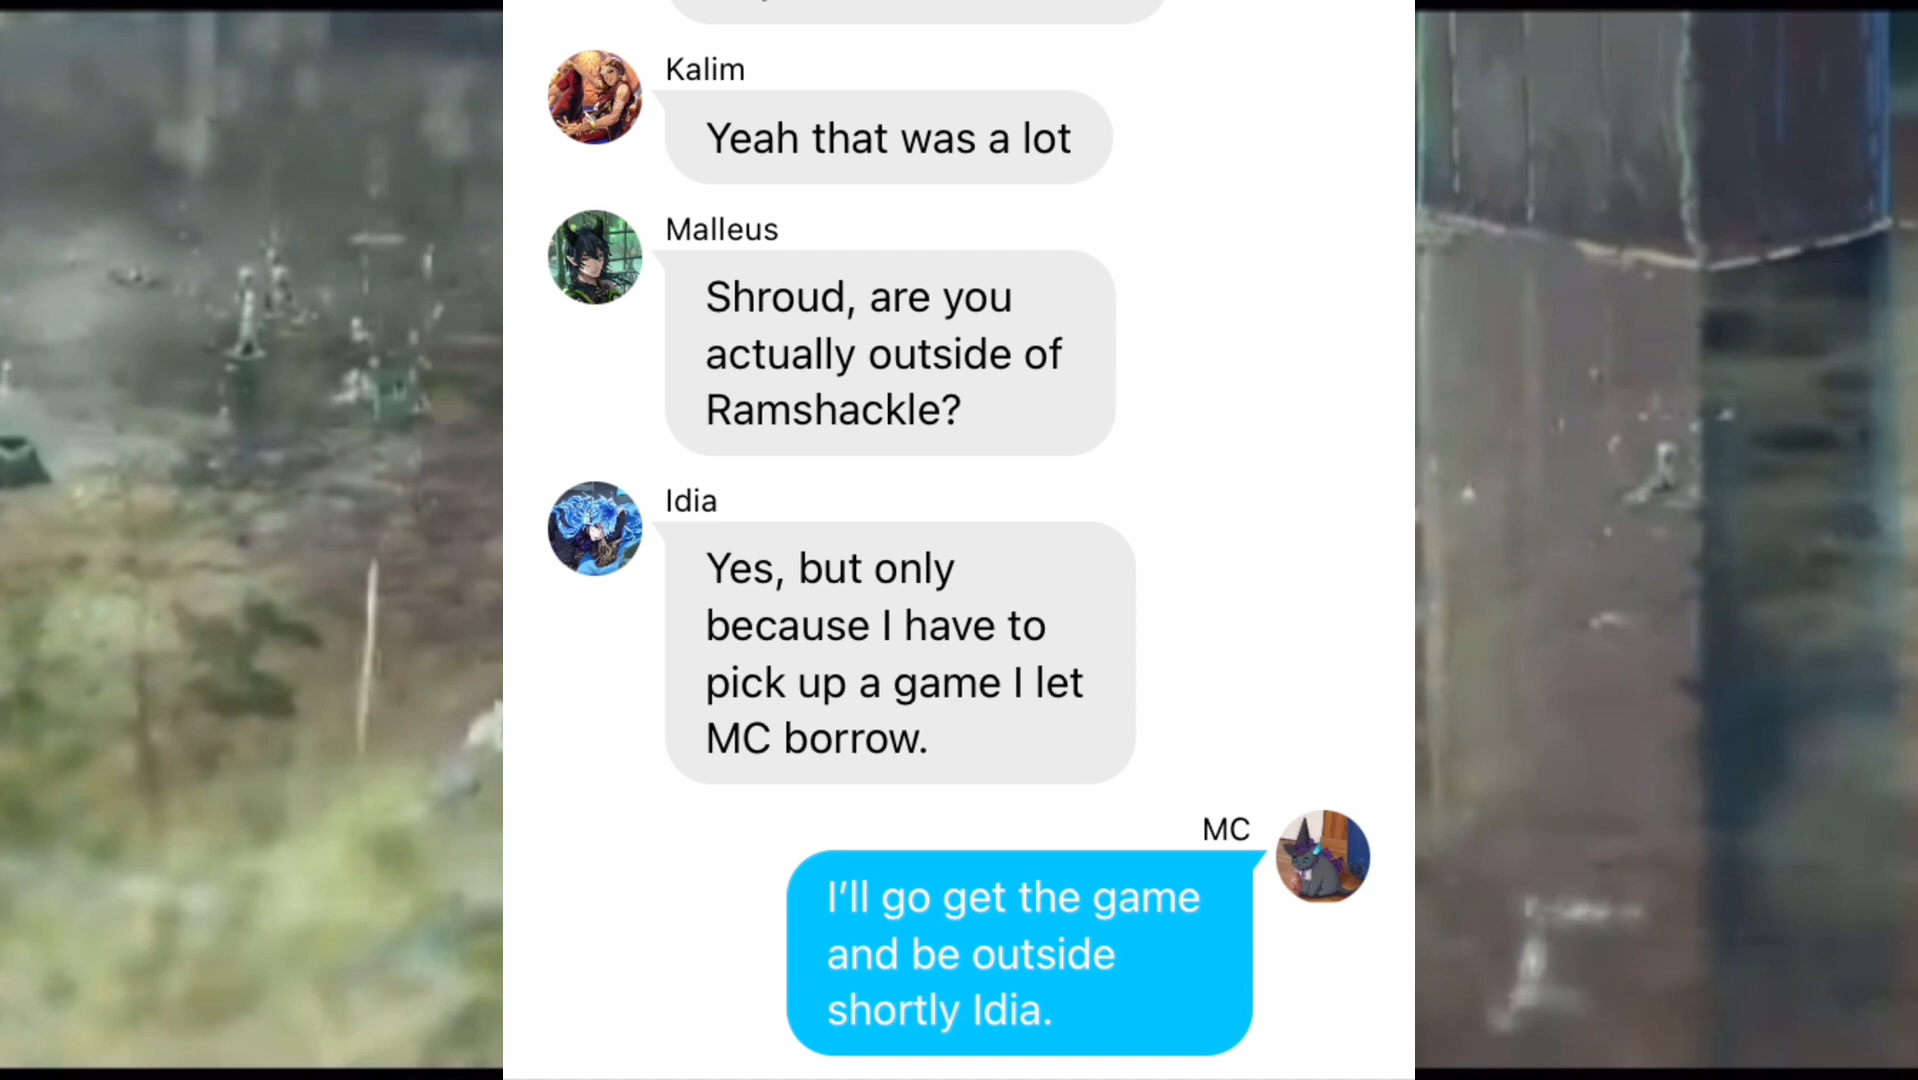 Kalim
Yeah that was a lot
Malleus
Shroud, are you
actually outside of
Ramshackle?
Idia
Yes, but only
because I have to
pick up a game I let
MC borrow.
MC
I’ll go get the game
and be outside
shortly Idia.